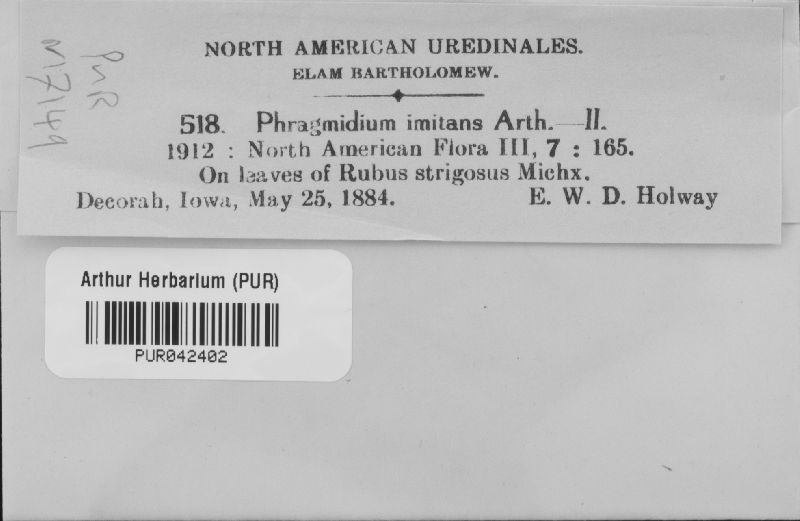 NORTH AMERICAN UREDINALES.
ELAM BARTHOLOMEW.
518. Phragmidium imitans Arth.—II.
1912 : North American Flora III, 7 : 165.
On leaves of Rubus strigosus Michx.
Decorah, Iowa, May 25, 1884. E. W. D. Holway
PUR
N7149
Arthur Herbarium (PUR)
PUR042402